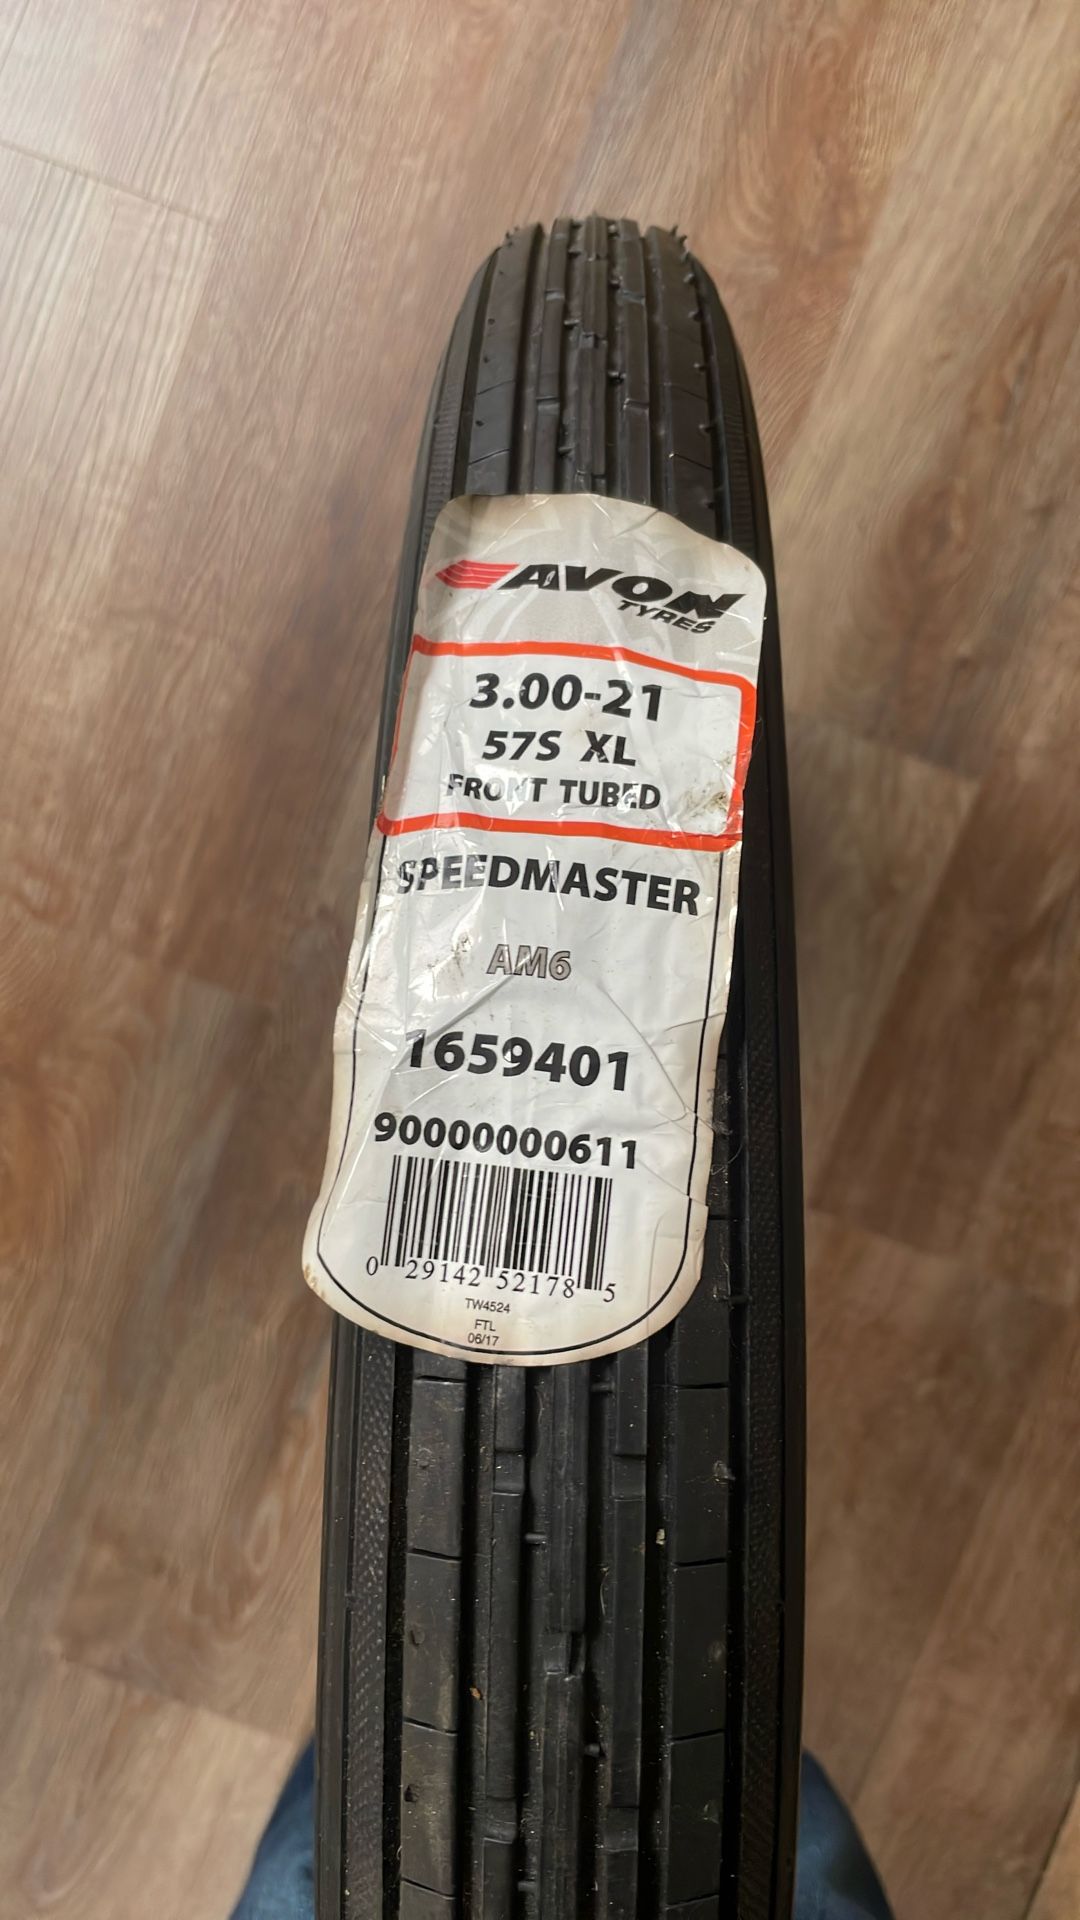 AVON
TYRES
3.00-21
57S XL
FRONT TUBED
SPEEDMASTER
AM6
1659401
90000000611
0 29142 52178 5
TW4524
FTL
06/17